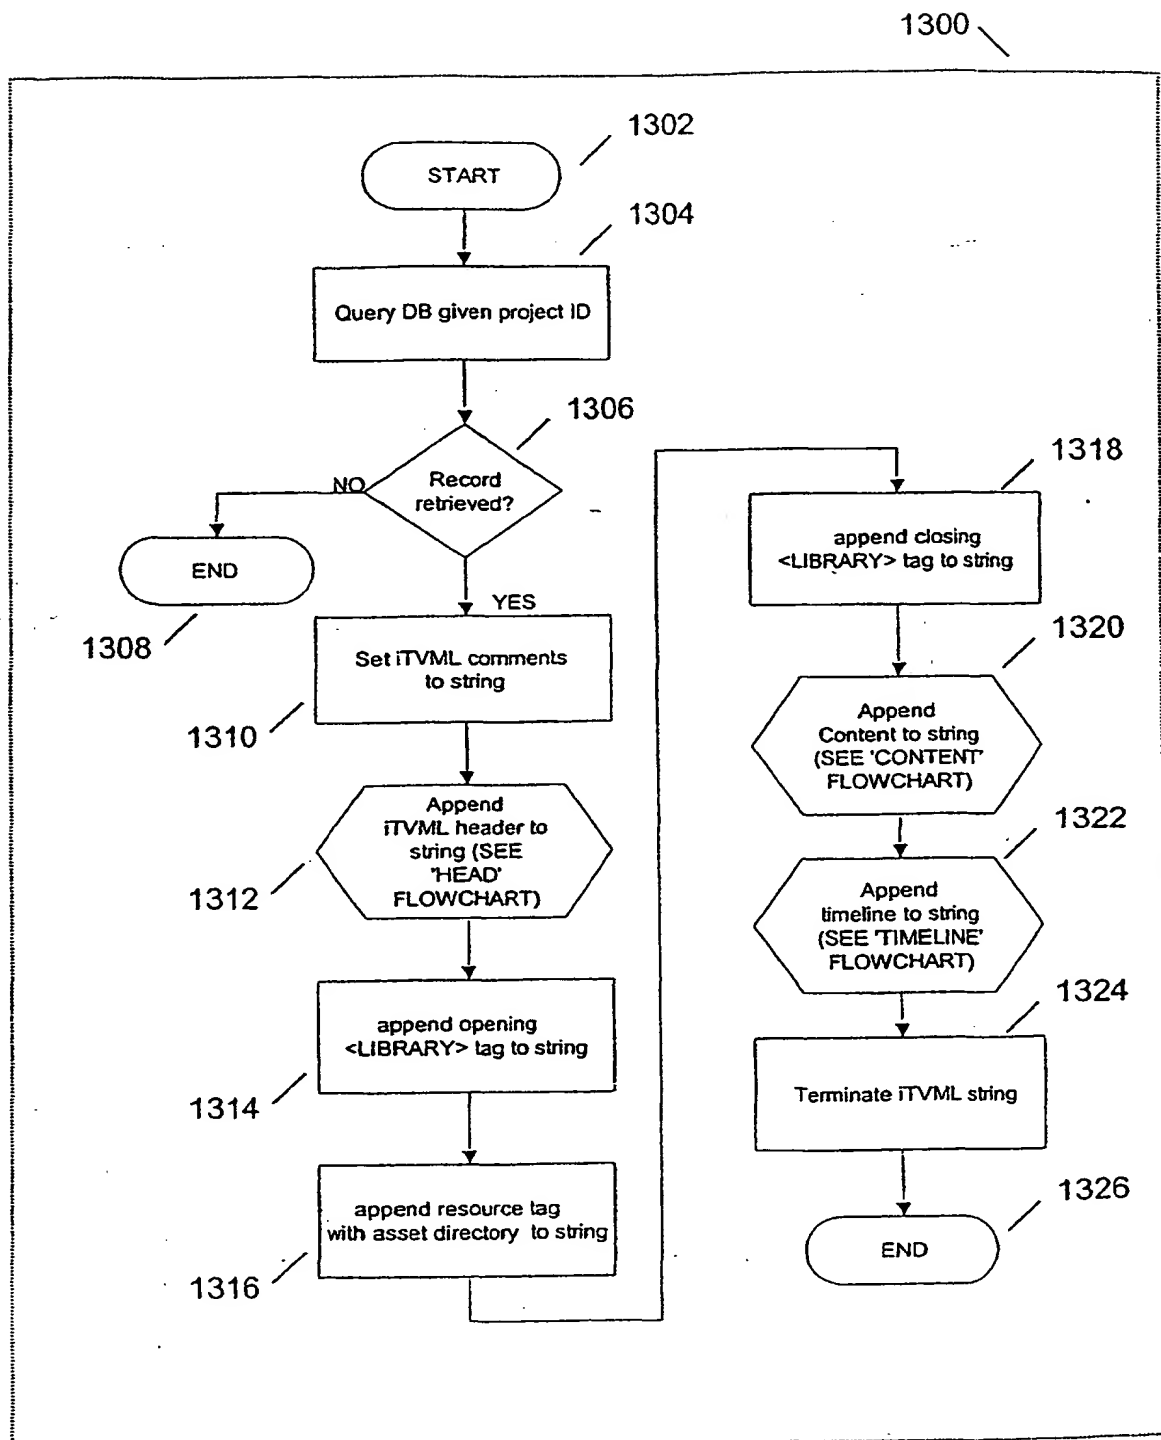 1300
1302
START
1304
Query DB given project ID
1306
Record
retrieved?
NO
END
1308
YES
Set iTVML comments
to string
1310
Append
iTVML header to
string (SEE
'HEAD'
FLOWCHART)
1312
append opening
<LIBRARY> tag to string
1314
append resource tag
with asset directory to string
1316
1318
append closing
<LIBRARY> tag to string
1320
Append
Content to string
(SEE 'CONTENT'
FLOWCHART)
1322
Append
timeline to string
(SEE 'TIMELINE'
FLOWCHART)
1324
Terminate iTVML string
1326
END